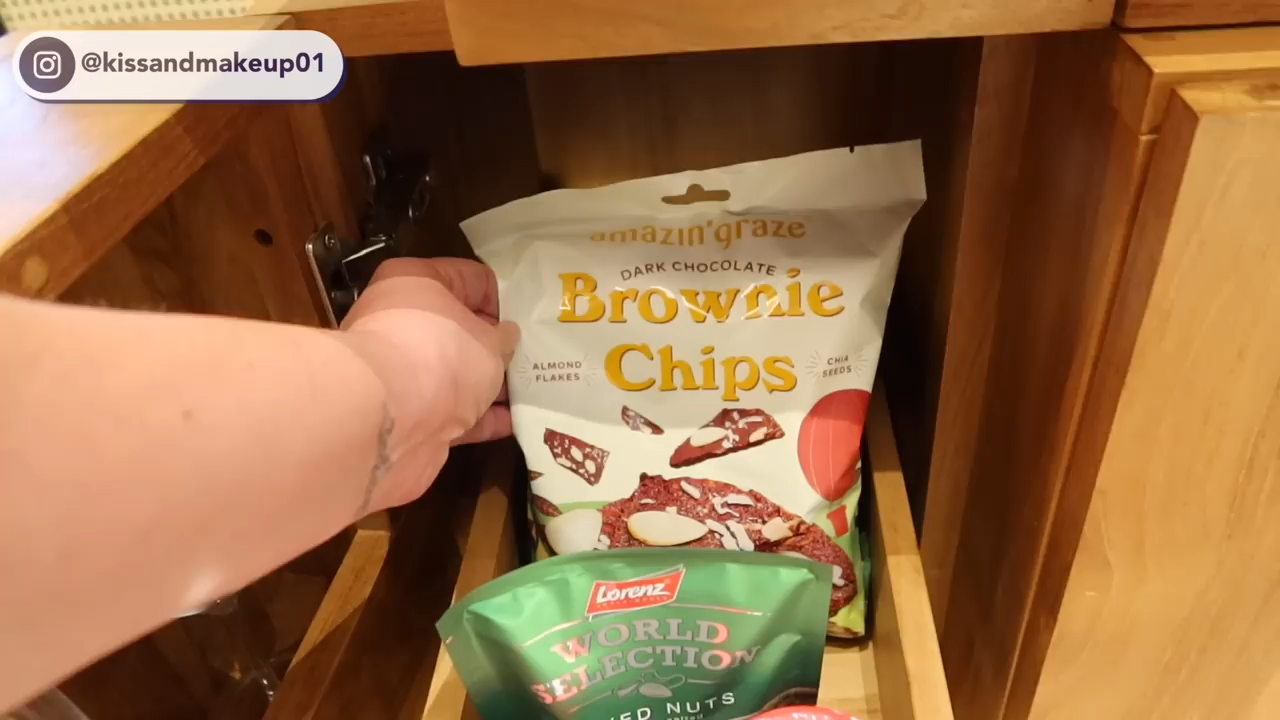 @kissandmakeup01
amazin'graze
DARK CHOCOLATE
Brownie
Chips
ALMOND
FLAKES
CHIA
SEEDS
Lorenz
WORLD
SELECTION
NUTS